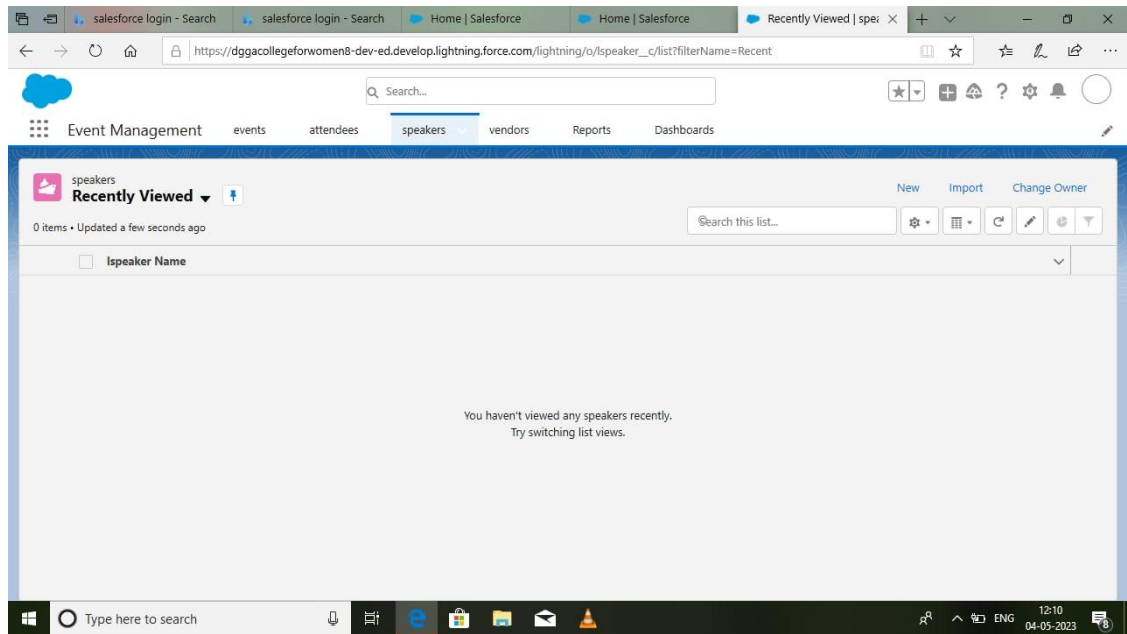 salesforce login - Search salesforce login - Search Home | Salesforce Home | Salesforce Recently Viewed | spea
https://dggacollegeforwomen8-dev-ed.develop.lightning.force.com/lightning/o/Ispeaker__c/list?filterName=Recent
Search...
Event Management events attendees speakers vendors Reports Dashboards
speakers
Recently Viewed
New Import Change Owner
0 items • Updated a few seconds ago
Search this list...
Ispeaker Name
You haven't viewed any speakers recently.
Try switching list views.
Type here to search
ENG
12:10
04-05-2023
8